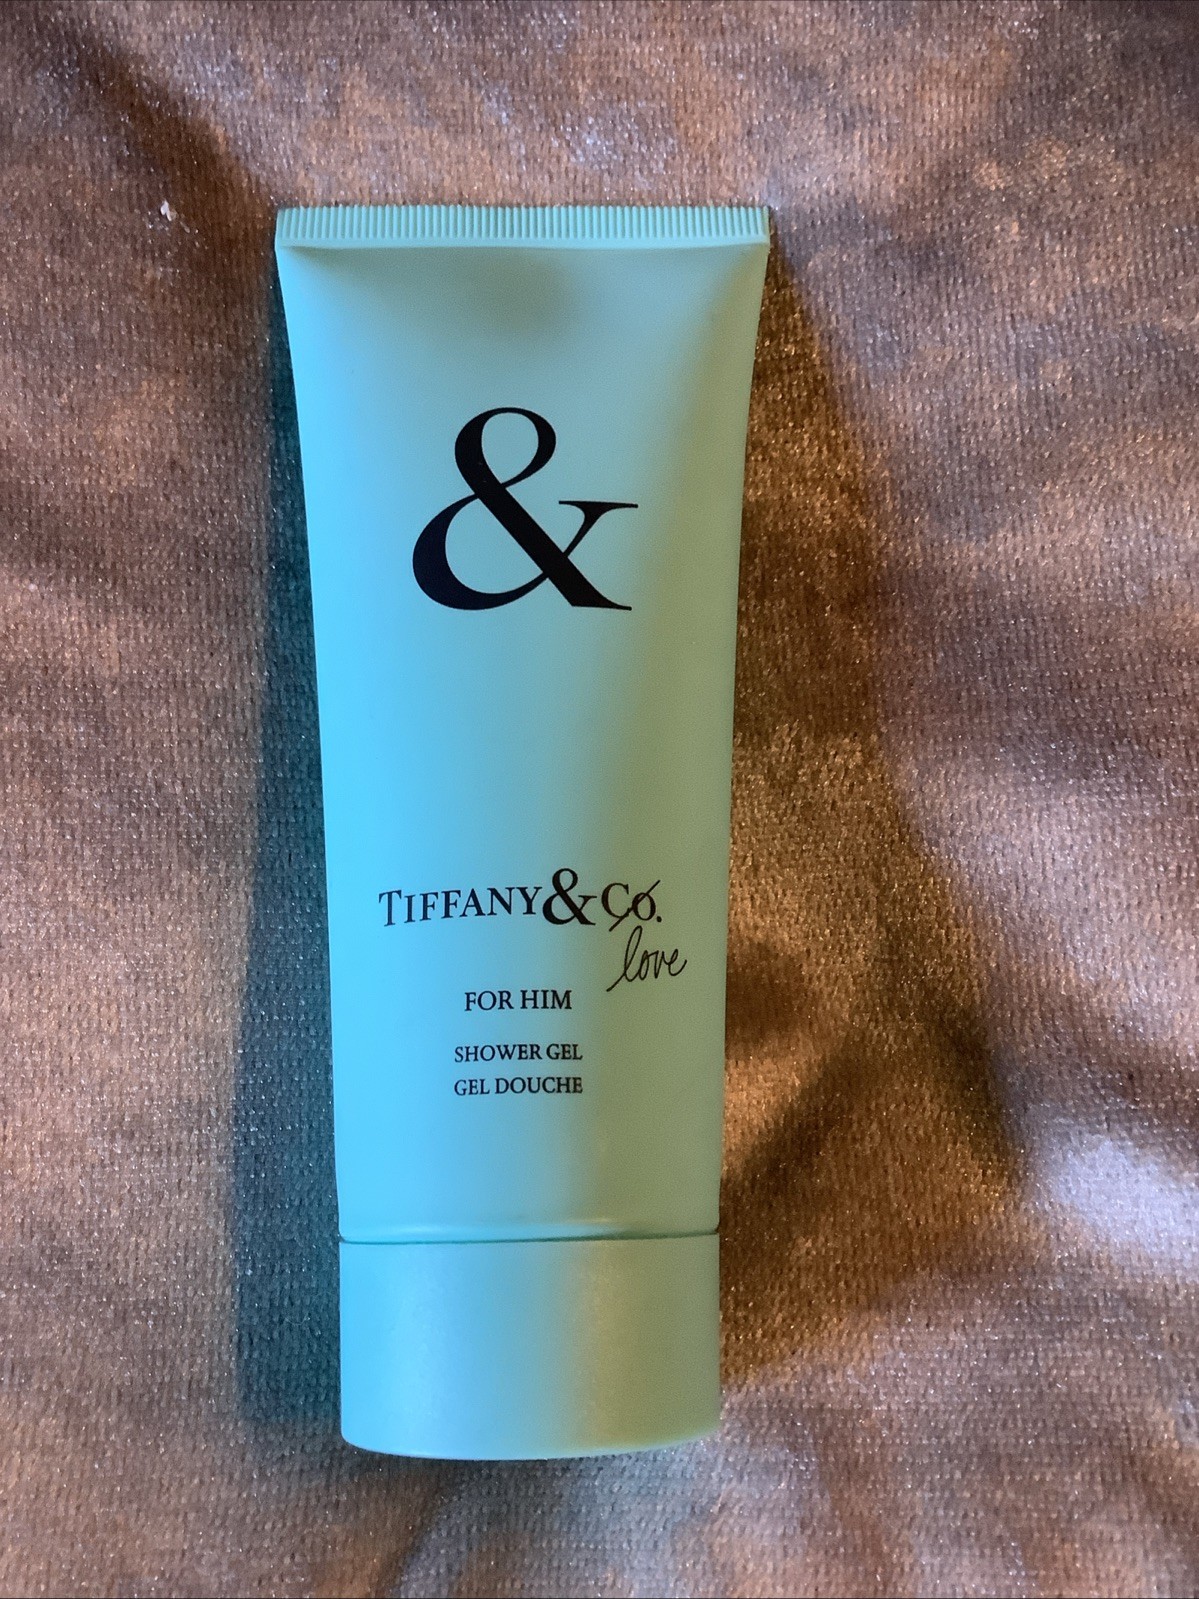 &
TIFFANY & Co.
love
FOR HIM
SHOWER GEL
GEL DOUCHE